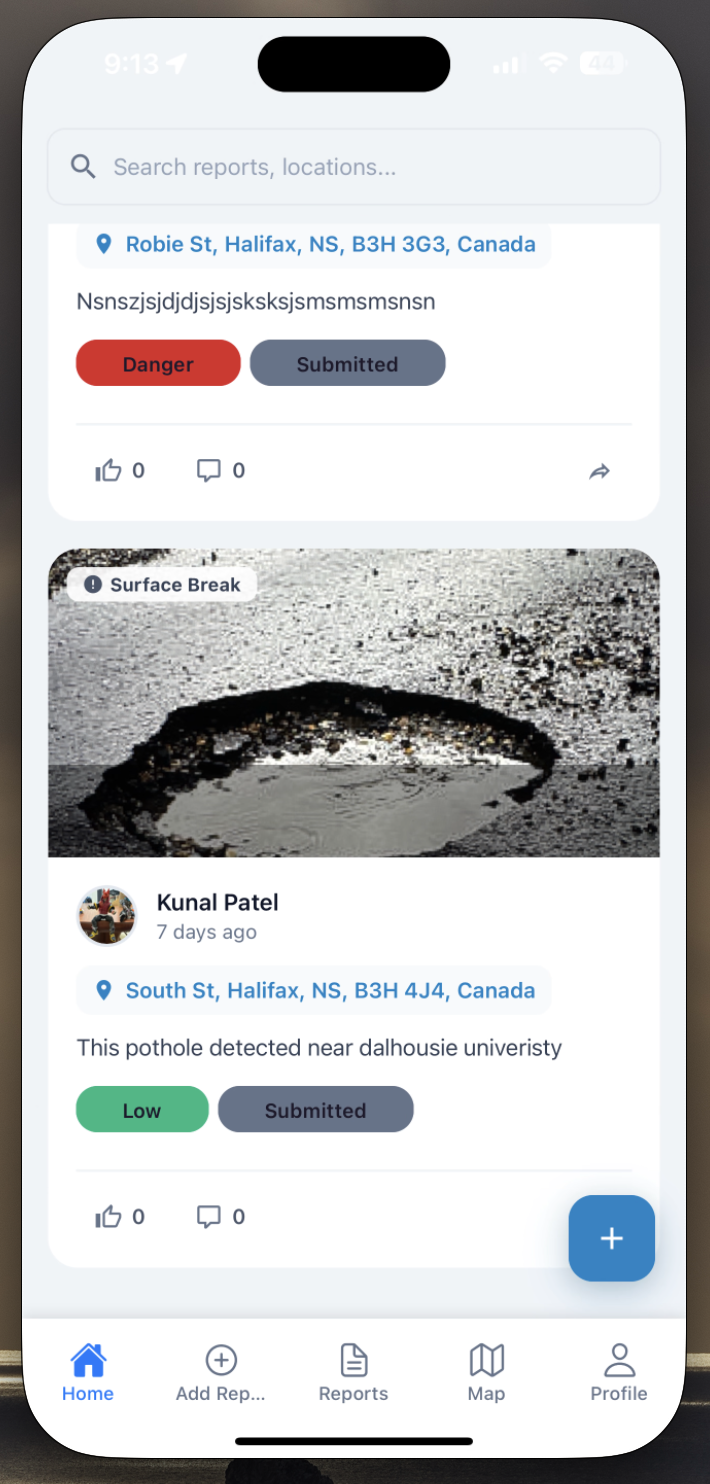 9:13
44
Search reports, locations...
Robie St, Halifax, NS, B3H 3G3, Canada
Nsnszjsjdjdjsjsjsksksjsmsmsmsnsn
Danger Submitted
0 0
Surface Break
Kunal Patel
7 days ago
South St, Halifax, NS, B3H 4J4, Canada
This pothole detected near dalhousie univeristy
Low Submitted
0 0
Home Add Rep... Reports Map Profile